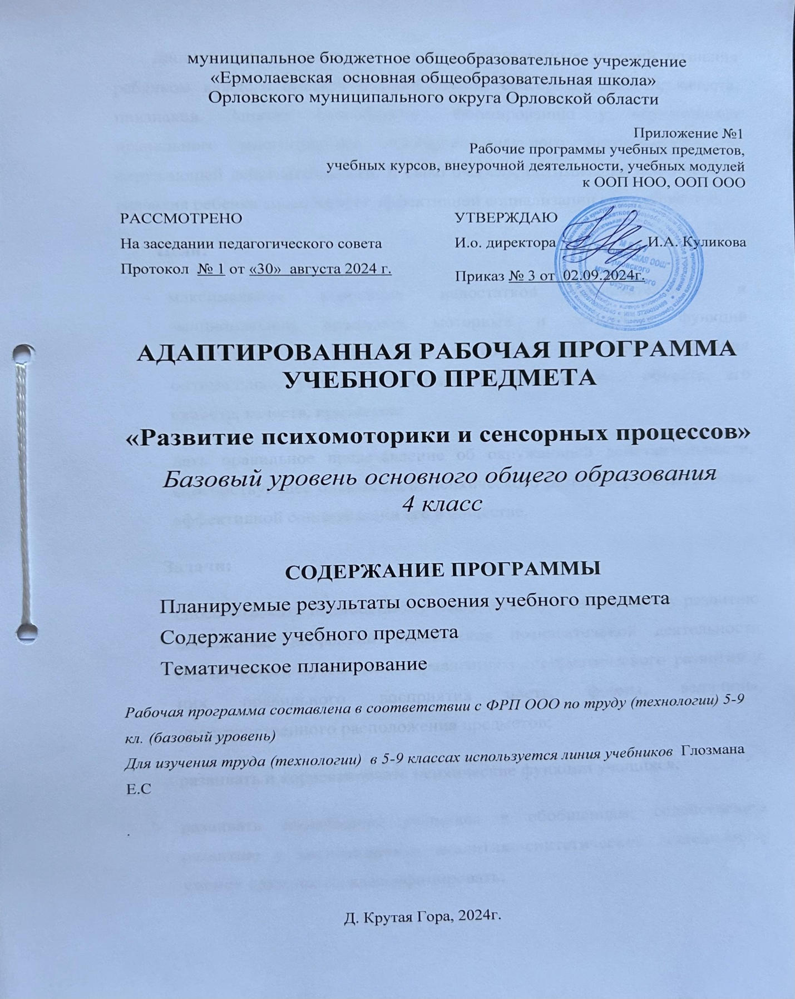 муниципальное бюджетное общеобразовательное учреждение
«Ермолаевская основная общеобразовательная школа»
Орловского муниципального округа Орловской области
Приложение №1
Рабочие программы учебных предметов,
учебных курсов, внеурочной деятельности, учебных модулей
к ООП НОО, ООП ООО
РАССМОТРЕНО
На заседании педагогического совета
Протокол № 1 от «30» августа 2024 г.
УТВЕРЖДАЮ
И.о. директора И.А. Куликова
Приказ № 3 от 02.09.2024г.
АДАПТИРОВАННАЯ РАБОЧАЯ ПРОГРАММА
УЧЕБНОГО ПРЕДМЕТА
«Развитие психомоторики и сенсорных процессов»
Базовый уровень основного общего образования
4 класс
СОДЕРЖАНИЕ ПРОГРАММЫ
Планируемые результаты освоения учебного предмета
Содержание учебного предмета
Тематическое планирование
Рабочая программа составлена в соответствии с ФРП ООО по труду (технологии) 5-9
кл. (базовый уровень)
Для изучения труда (технологии) в 5-9 классах используется линия учебников Глозмана
Е.С
.
Д. Крутая Гора, 2024г.